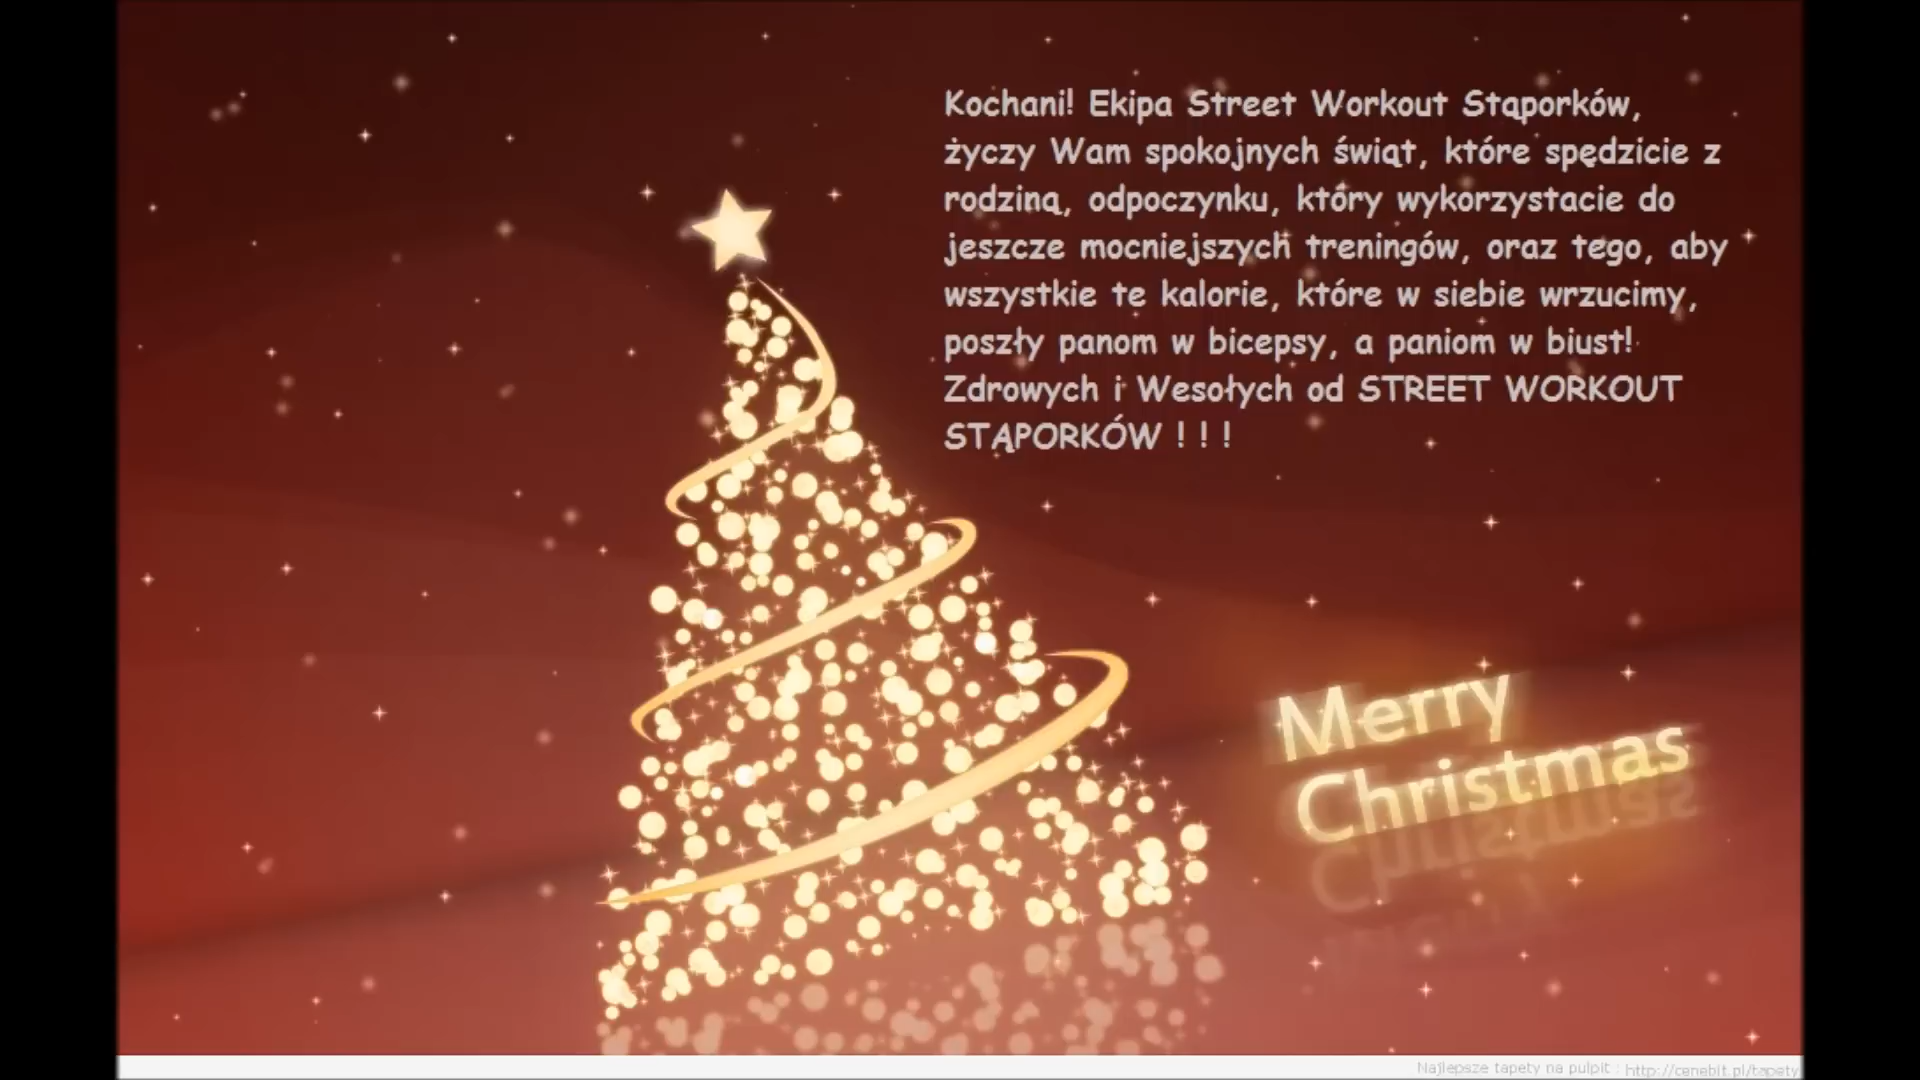 Kochani! Ekipa Street Workout Stąporków,
życzy Wam spokojnych świąt, które spędzicie z
rodziną, odpoczynku, który wykorzystacie do
jeszcze mocniejszych treningów, oraz tego, aby
wszystkie te kalorie, które w siebie wrzucimy,
poszły panom w bicepsy, a paniom w biust!
Zdrowych i Wesołych od STREET WORKOUT
STĄPORKÓW ! ! !
Merry
Christmas
Najlepsze tapety na pulpit : http://cenebit.pl/tapety